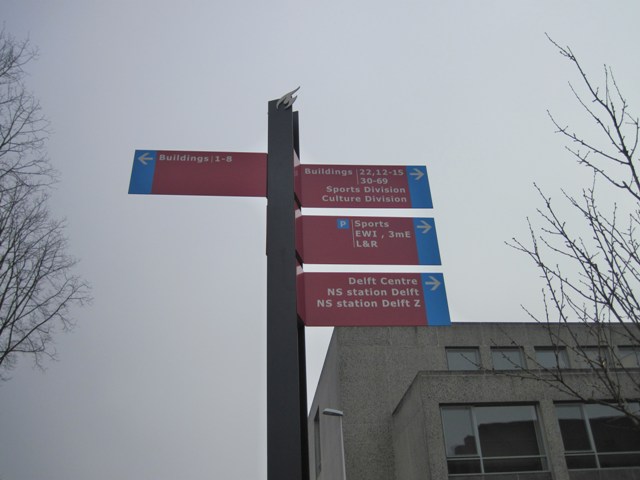 Buildings 1-8
Buildings 22,12-15
30-69
Sports Division
Culture Division
P Sports
EWI , 3mE
L&R
Delft Centre
NS station Delft
NS station Delft Z